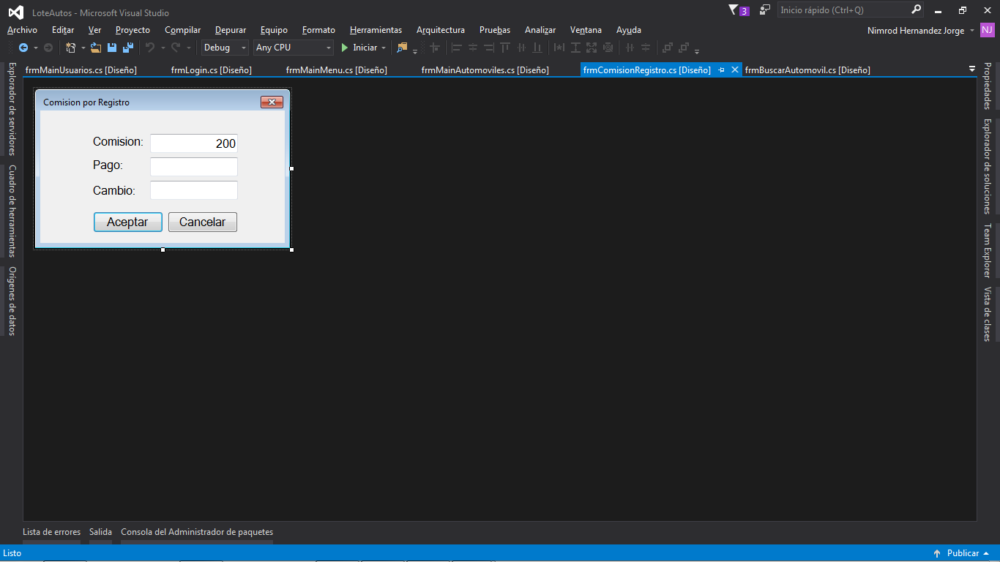 LoteAutos - Microsoft Visual Studio
3
Inicio rápido (Ctrl+Q)
Archivo Editar Ver Proyecto Compilar Depurar Equipo Formato Herramientas Arquitectura Pruebas Analizar Ventana Ayuda
Nimrod Hernandez Jorge NJ
Debug Any CPU Iniciar
frmMainUsuarios.cs [Diseño] frmLogin.cs [Diseño] frmMainMenu.cs [Diseño] frmMainAutomoviles.cs [Diseño] frmComisionRegistro.cs [Diseño] frmBuscarAutomovil.cs [Diseño]
Explorador de servidores
Cuadro de herramientas
Orígenes de datos
Comision por Registro
Comision: 200
Pago:
Cambio:
Aceptar Cancelar
Propiedades
Explorador de soluciones
Team Explorer
Vista de clases
Lista de errores Salida Consola del Administrador de paquetes
Listo
Publicar